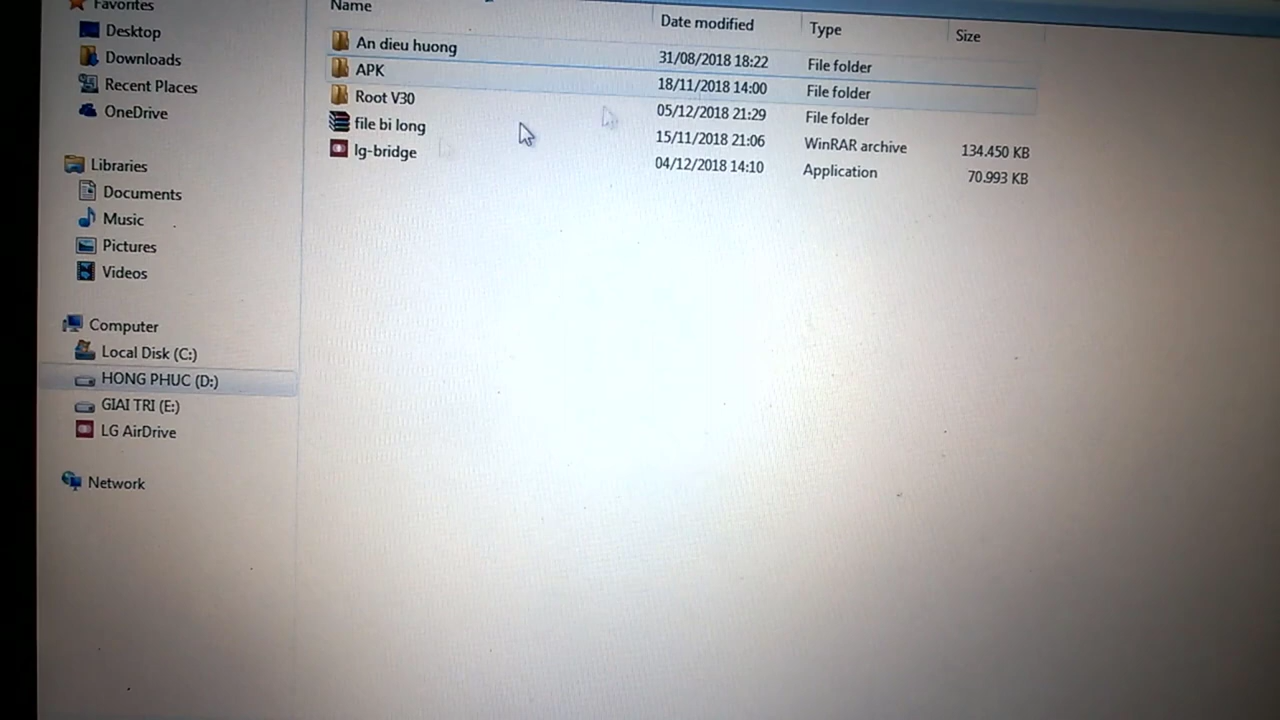 Favorites
Desktop
Downloads
Recent Places
OneDrive
Libraries
Documents
Music
Pictures
Videos
Computer
Local Disk (C:)
HONG PHUC (D:)
GIAI TRI (E:)
LG AirDrive
Network
Name Date modified Type Size
An dieu huong 31/08/2018 18:22 File folder
APK 18/11/2018 14:00 File folder
Root V30 05/12/2018 21:29 File folder
file bi long 15/11/2018 21:06 WinRAR archive 134.450 KB
lg-bridge 04/12/2018 14:10 Application 70.993 KB